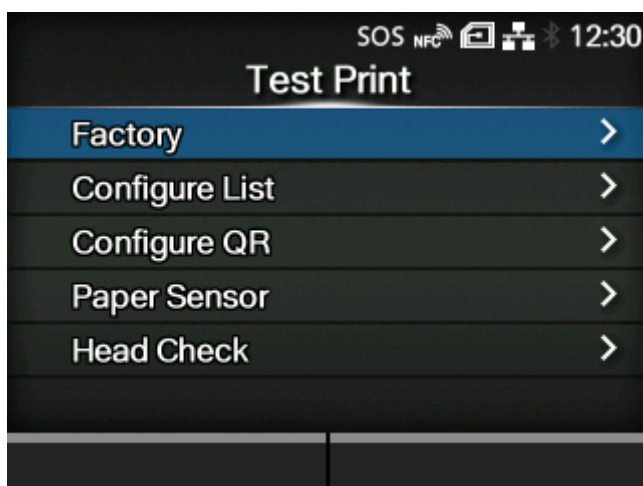 SOS NFC 12:30
Test Print
Factory
Configure List
Configure QR
Paper Sensor
Head Check